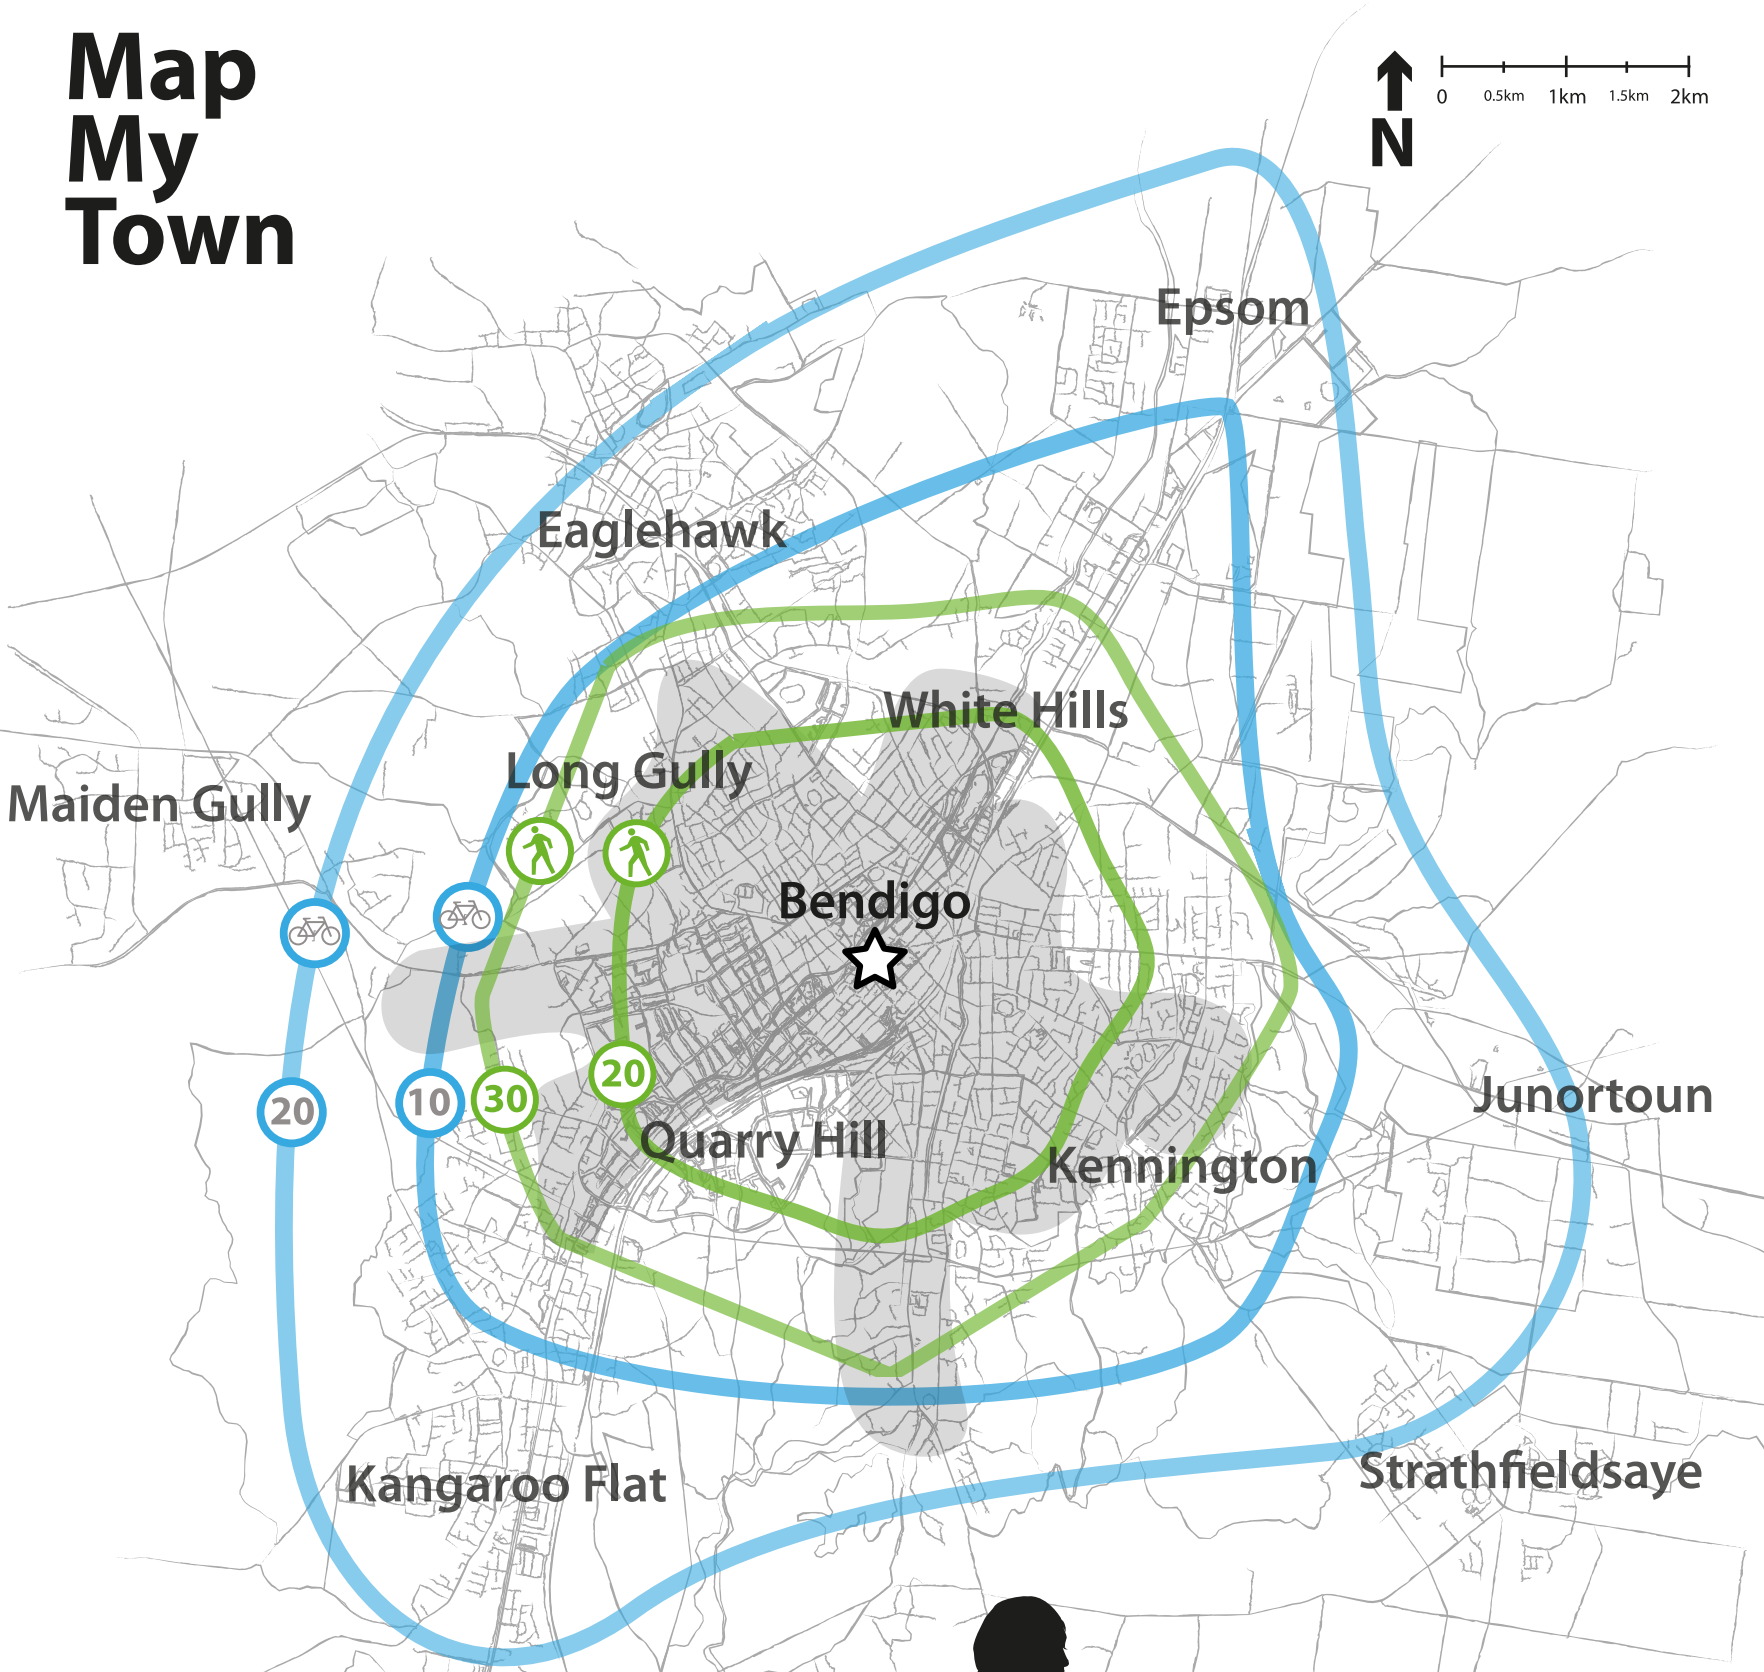 Map
My
Town
0 0.5km 1km 1.5km 2km
N
Epsom
Eaglehawk
White Hills
Long Gully
Maiden Gully
Bendigo
20
10
30
20
Junortoun
Quarry Hill
Kennington
Kangaroo Flat
Strathfieldsaye